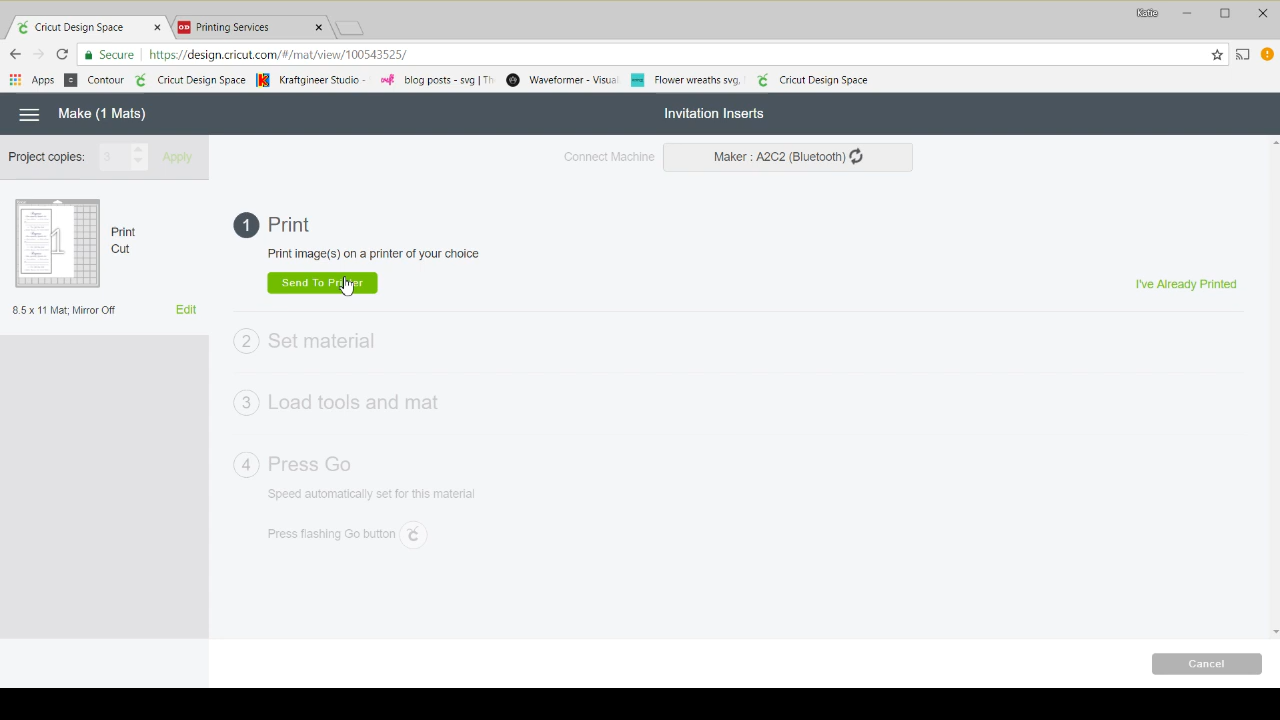 Katie
Cricut Design Space
OD Printing Services
Secure https://design.cricut.com/#/mat/view/100543525/
Apps Contour Cricut Design Space Kraftgineer Studio - blog posts - svg | Th Waveformer - Visual Flower wreath svg, Cricut Design Space
Make (1 Mats) Invitation Inserts
Project copies: 3 Apply
Connect Machine Maker : A2C2 (Bluetooth)
Print
Cut
8.5 x 11 Mat; Mirror Off Edit
1 Print
Print image(s) on a printer of your choice
Send To Printer
I've Already Printed
2 Set material
3 Load tools and mat
4 Press Go
Speed automatically set for this material
Press flashing Go button
Cancel